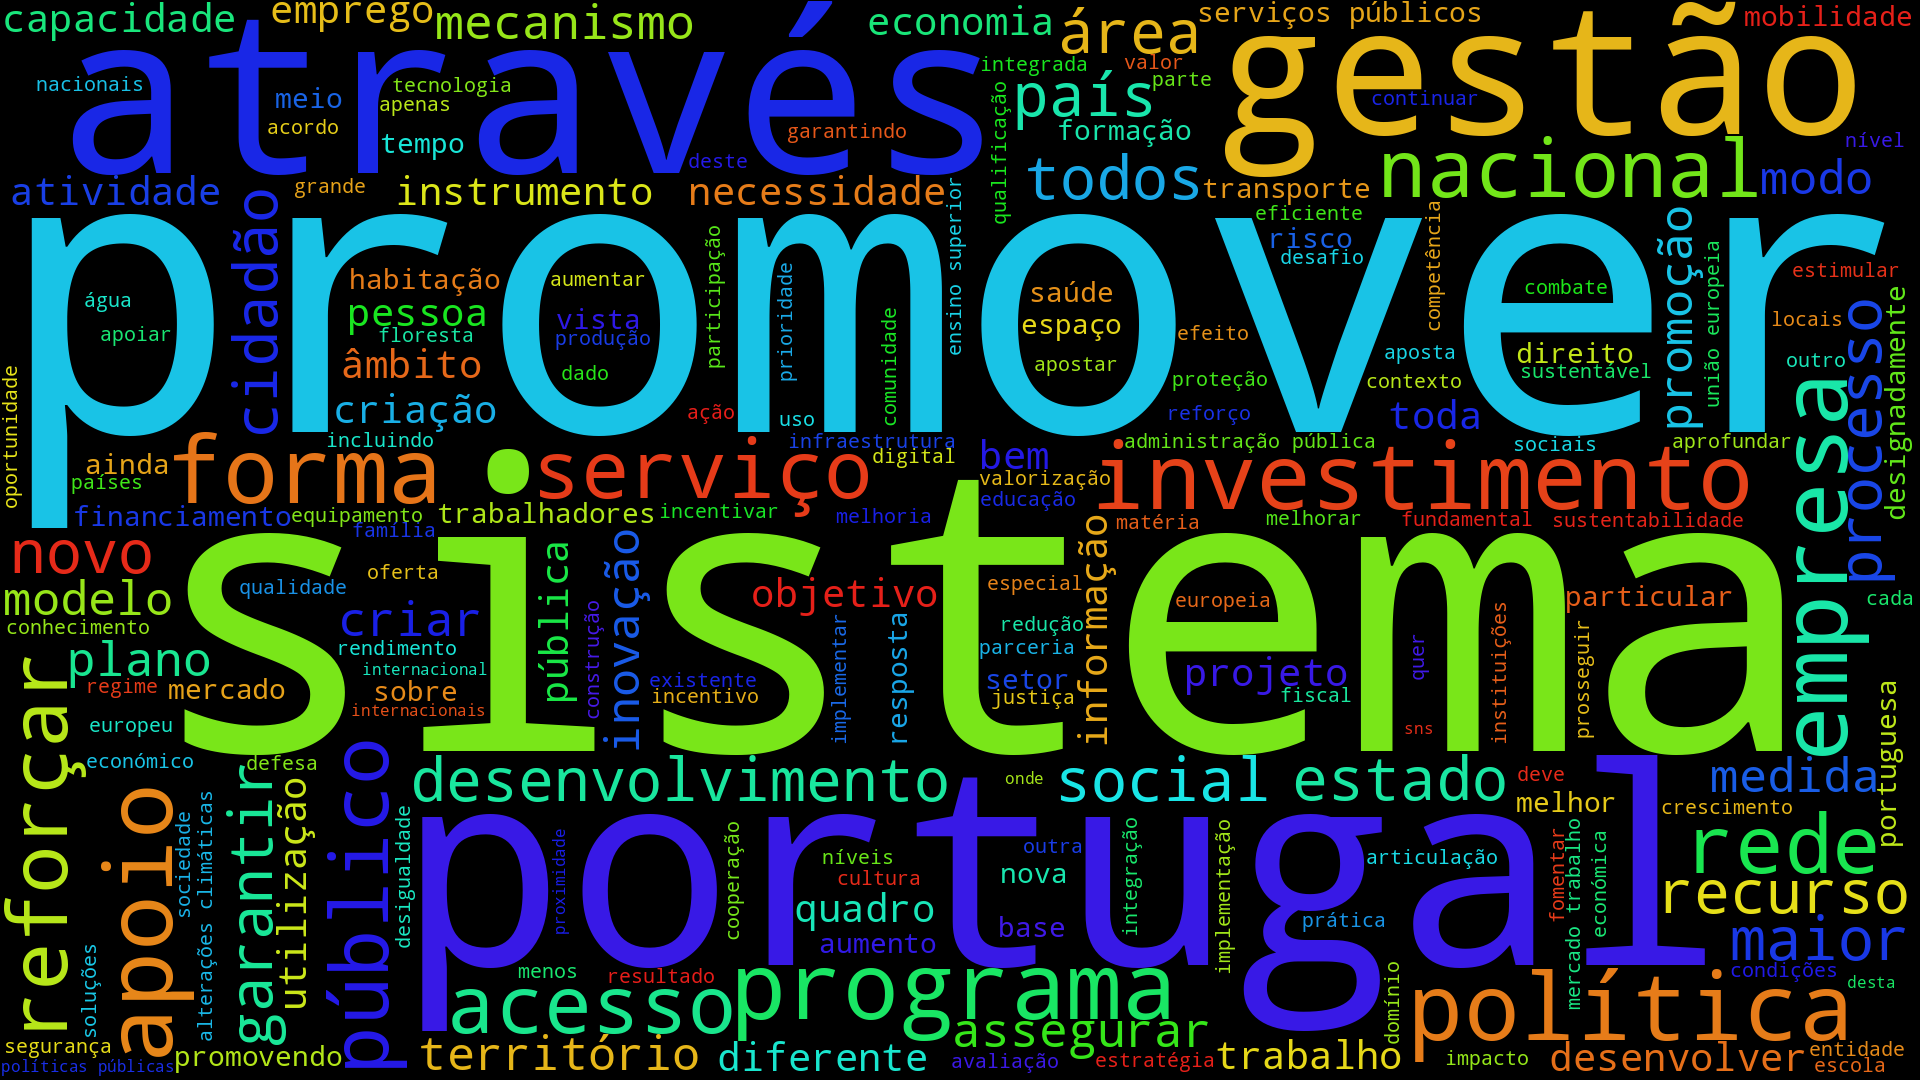 capacidade
emprego
mecanismo
economia
área
serviços públicos
mobilidade
através
gestão
nacionais
tecnologia
meio
apenas
acordo
tempo
garantindo
deste
integrada
valor
parte
país
formação
qualificação
continuar
nível
atividade
grande
instrumento
necessidade
todos
transporte
nacional
modo
promover
cidadão
habitação
pessoa
floresta
âmbito
criação
água
apoiar
aumentar
vista
produção
dado
participação
prioridade
comunidade
ensino superior
ação
uso
saúde
espaço
apostar
eficiente
risco
desafio
competência
efeito
proteção
reforço
aposta
contexto
toda
combate
direito
sustentável
promoção
união europeia
estimular
locais
outro
processo
designadamente
empresa
oportunidade
incluindo
infraestrutura
digital
administração pública
sociais
aprofundar
ainda
países
forma
serviço
bem
valorização
educação
investimento
financiamento
equipamento
trabalhadores
incentivar
melhoria
matéria
melhorar
fundamental
sustentabilidade
família
novo
sistema
modelo
conhecimento
qualidade
oferta
criar
rendimento
internacional
plano
regime
mercado
sobre
internacionais
europeu
económico
defesa
pública
construção
inovação
objetivo
existente
incentivo
implementar
resposta
especial
redução
parceria
setor
justiça
informação
europeia
projeto
fiscal
quer
sns
instituições
prosseguir
particular
cada
portuguesa
reforçar
apoio
sociedade
alterações climáticas
garantir
utilização
público
desigualdade
desenvolvimento
onde
social
estado
deve
melhor
medida
crescimento
portugal
proximidade
cooperação
níveis
cultura
quadro
aumento
outra
nova
base
integração
implementação
articulação
prática
fomentar
mercado trabalho
económica
rede
recurso
maior
condições
desta
soluções
segurança
políticas públicas
promovendo
menos
resultado
acesso
programa
território
diferente
assegurar
avaliação
estratégia
trabalho
domínio
política
impacto
desenvolver
entidade
escola